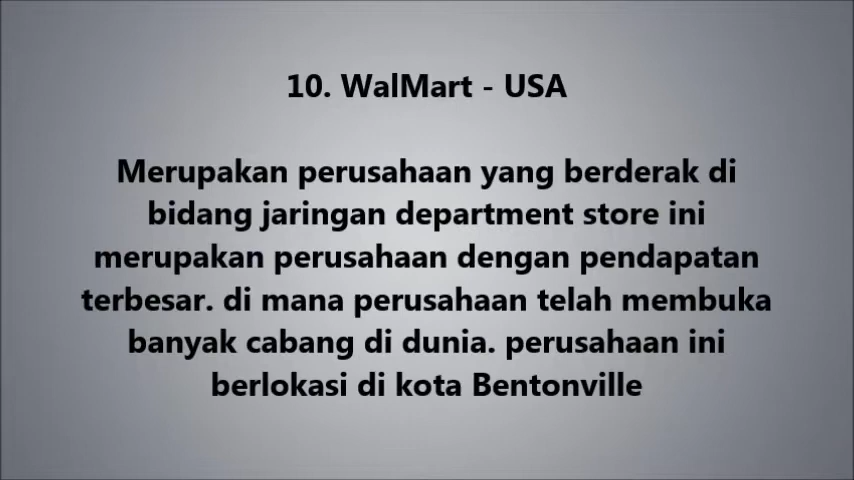 10. WalMart - USA
Merupakan perusahaan yang berderak di
bidang jaringan department store ini
merupakan perusahaan dengan pendapatan
terbesar. di mana perusahaan telah membuka
banyak cabang di dunia. perusahaan ini
berlokasi di kota Bentonville